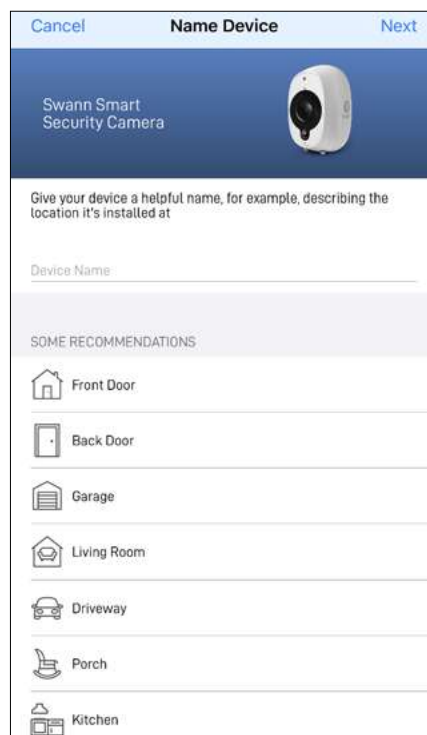 Cancel Name Device Next
Swann Smart
Security Camera
Give your device a helpful name, for example, describing the
location it's installed at
Device Name
SOME RECOMMENDATIONS
Front Door
Back Door
Garage
Living Room
Driveway
Porch
Kitchen